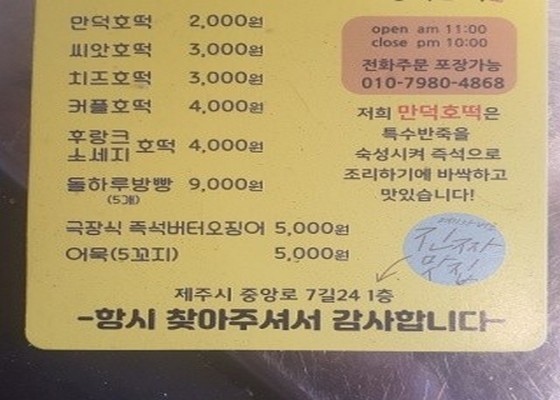 만덕호떡 2,000원
씨앗호떡 3,000원
치즈호떡 3,000원
커플호떡 4,000원
후랑크
소세지 호떡 4,000원
돌하루방빵 9,000원
(5개)
극장식 즉석버터오징어 5,000원
어묵(5꼬지) 5,000원
open am 11:00
close pm 10:00
전화주문 포장가능
010-7980-4868
저희 만덕호떡은
특수반죽을
숙성시켜 즉석으로
조리하기에 바싹하고
맛있습니다!
진짜
맛집
제주시 중앙로 7길24 1층
-항시 찾아주셔서 감사합니다-